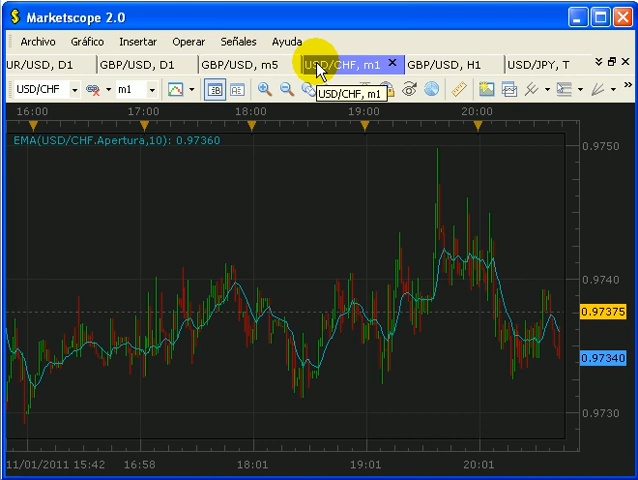 Marketscope 2.0
Archivo Gráfico Insertar Operar Señales Ayuda
UR/USD, D1 GBP/USD, D1 GBP/USD, m5 USD/CHF, m1 GBP/USD, H1 USD/JPY, T
USD/CHF m1 USD/CHF, m1
16:00 17:00 18:00 19:00 20:00
EMA(USD/CHF.Apertura,10): 0.97360
0.9750
0.9740
0.97375
0.97340
0.9730
11/01/2011 15:42 16:58 18:01 19:01 20:01